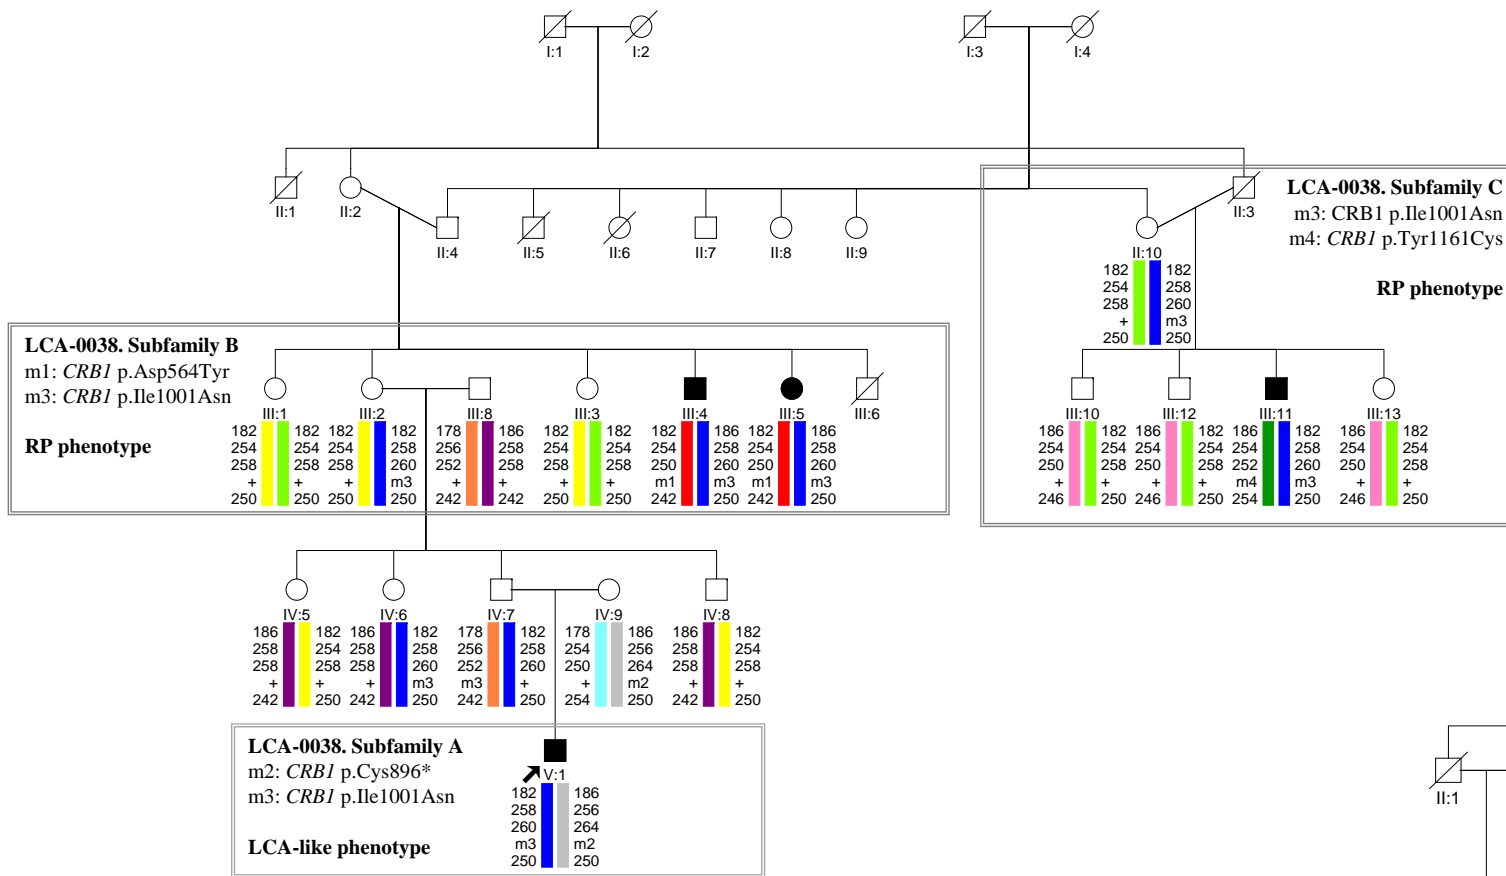 I:1
I:2
I:3
I:4
II:1
II:2
II:4
II:5
II:6
II:7
II:8
II:9
II:10
II:3
LCA-0038. Subfamily C
m3: CRB1 p.Ile1001Asn
m4: CRB1 p.Tyr1161Cys
RP phenotype
182 182
254 258
258 260
+ m3
250 250
LCA-0038. Subfamily B
m1: CRB1 p.Asp564Tyr
m3: CRB1 p.Ile1001Asn
RP phenotype
III:1 III:2 III:8 III:3 III:4 III:5 III:6
182 182 182 182 178 186 182 182 182 186 182 186
254 254 254 258 256 258 254 254 254 258 254 258
258 258 258 260 252 258 258 258 250 260 250 260
+ + + m3 + + + + m1 m3 m1 m3
250 250 250 250 242 242 250 250 242 250 242 250
III:10 III:12 III:11 III:13
186 182 186 182 186 186 186 182
254 254 254 254 254 258 254 254
250 258 250 258 252 260 250 258
+ + + + m4 m3 + +
246 250 246 250 254 250 246 250
IV:5 IV:6 IV:7 IV:9 IV:8
186 182 186 182 178 182 178 186 186 182
258 254 258 258 256 258 254 256 258 254
258 258 258 260 252 260 250 264 258 258
+ + + m3 m3 + + m2 + +
242 250 242 250 242 250 254 250 242 250
LCA-0038. Subfamily A
m2: CRB1 p.Cys896*
m3: CRB1 p.Ile1001Asn
LCA-like phenotype
V:1
182 186
258 256
260 264
m3 m2
250 250
II:1